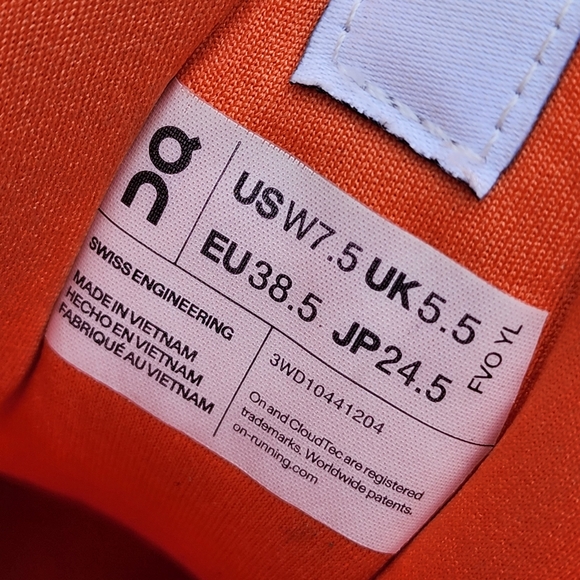 on
US W7.5 UK 5.5
EU 38.5 JP 24.5
FVO YL
SWISS ENGINEERING
MADE IN VIETNAM
HECHO EN VIETNAM
FABRIQUÉ AU VIETNAM
3WD10441204
On and CloudTec are registered
trademarks. Worldwide patents.
on-running.com